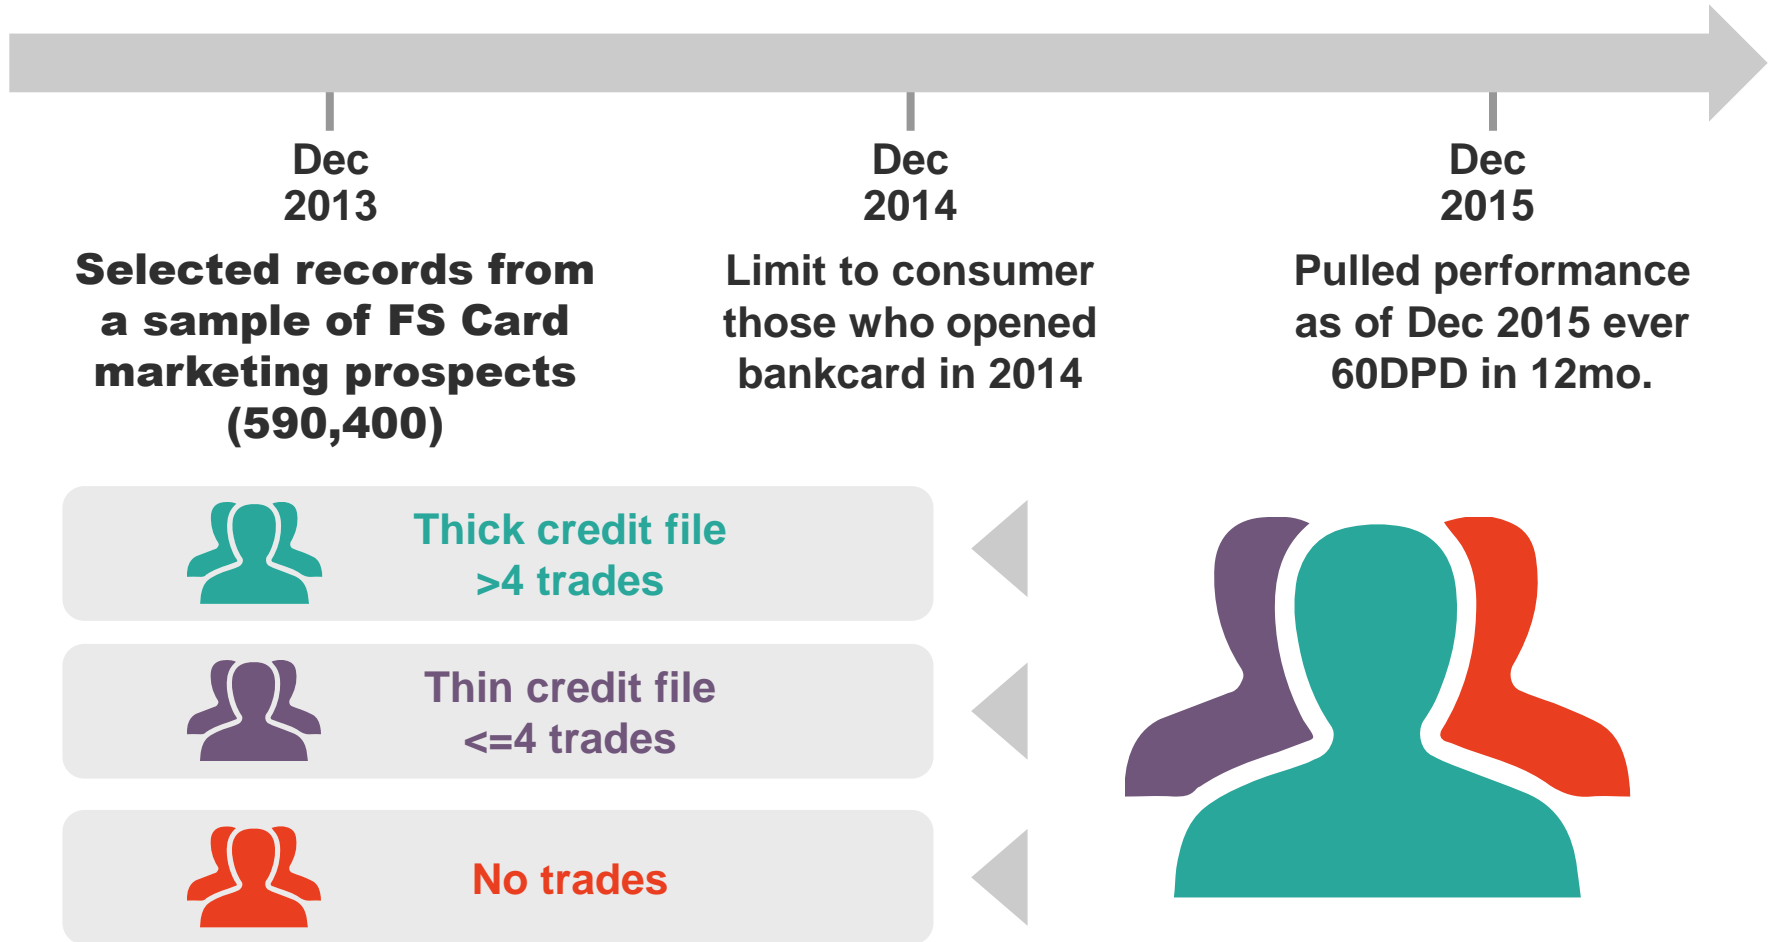 Dec
2013
Selected records from
a sample of FS Card
marketing prospects
(590,400)
Dec
2014
Limit to consumer
those who opened
bankcard in 2014
Dec
2015
Pulled performance
as of Dec 2015 ever
60DPD in 12mo.
Thick credit file
>4 trades
Thin credit file
<=4 trades
No trades